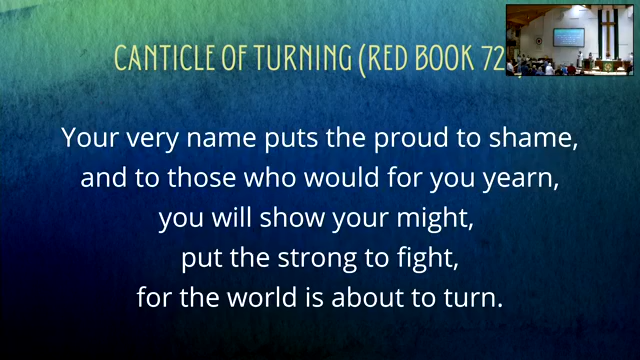 CANTICLE OF TURNING (RED BOOK 72
Your very name puts the proud to shame,
and to those who would for you yearn,
you will show your might,
put the strong to fight,
for the world is about to turn.